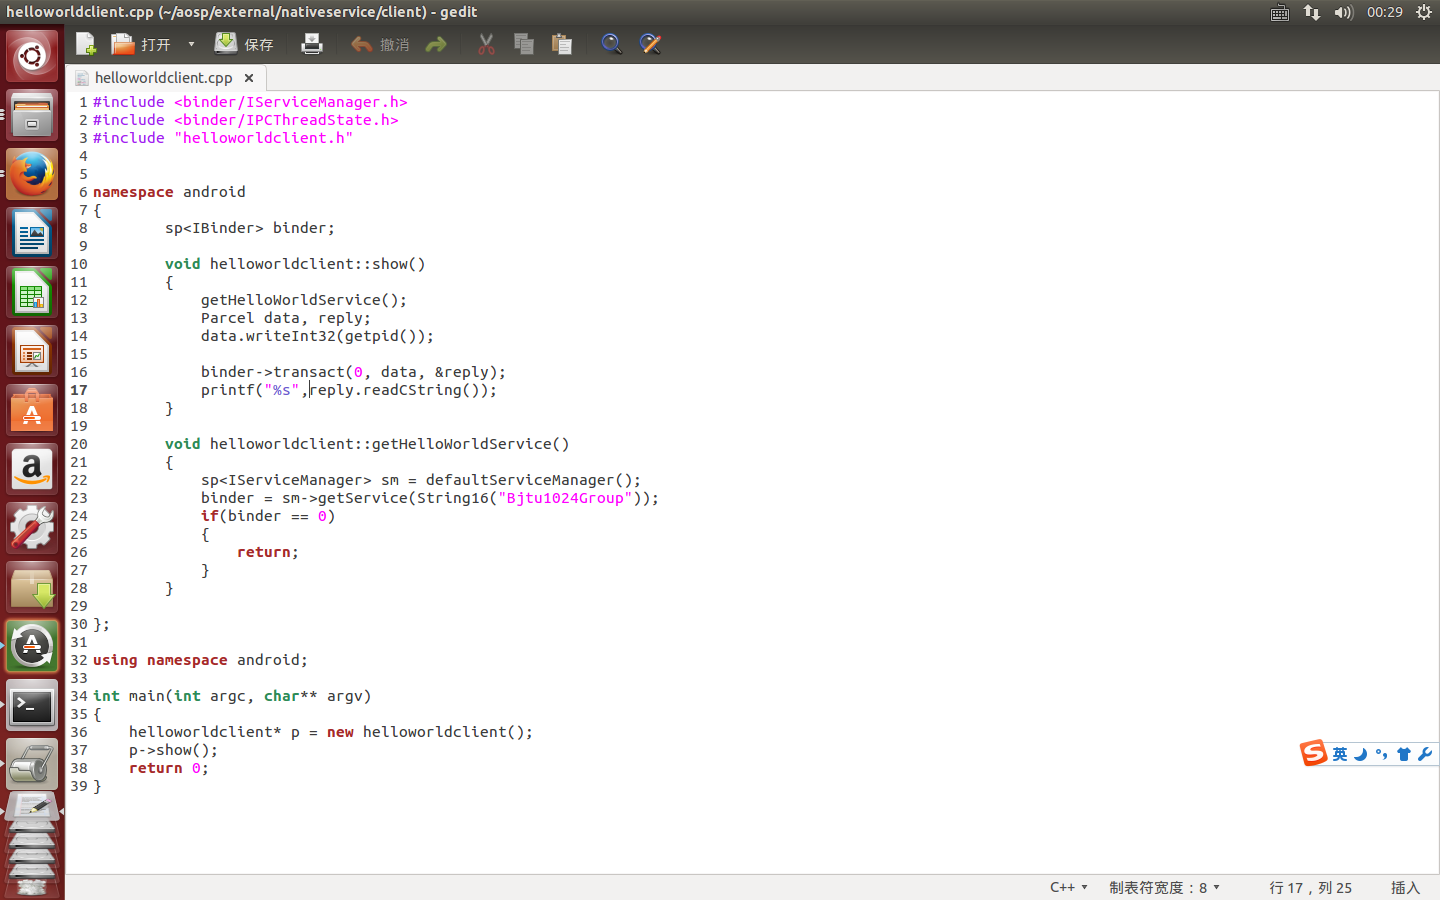 helloworldclient.cpp (~/aosp/external/nativeservice/client) - gedit
00:29
打开 保存 撤消
helloworldclient.cpp ×
1 #include <binder/IServiceManager.h>
2 #include <binder/IPCThreadState.h>
3 #include "helloworldclient.h"
4
5
6 namespace android
7 {
8         sp<IBinder> binder;
9
10         void helloworldclient::show()
11         {
12             getHelloWorldService();
13             Parcel data, reply;
14             data.writeInt32(getpid());
15
16             binder->transact(0, data, &reply);
17             printf("%s",reply.readCString());
18         }
19
20         void helloworldclient::getHelloWorldService()
21         {
22             sp<IServiceManager> sm = defaultServiceManager();
23             binder = sm->getService(String16("Bjtu1024Group"));
24             if(binder == 0)
25             {
26                 return;
27             }
28         }
29
30 };
31
32 using namespace android;
33
34 int main(int argc, char** argv)
35 {
36     helloworldclient* p = new helloworldclient();
37     p->show();
38     return 0;
39 }
英
C++ 制表符宽度：8 行 17，列 25 插入